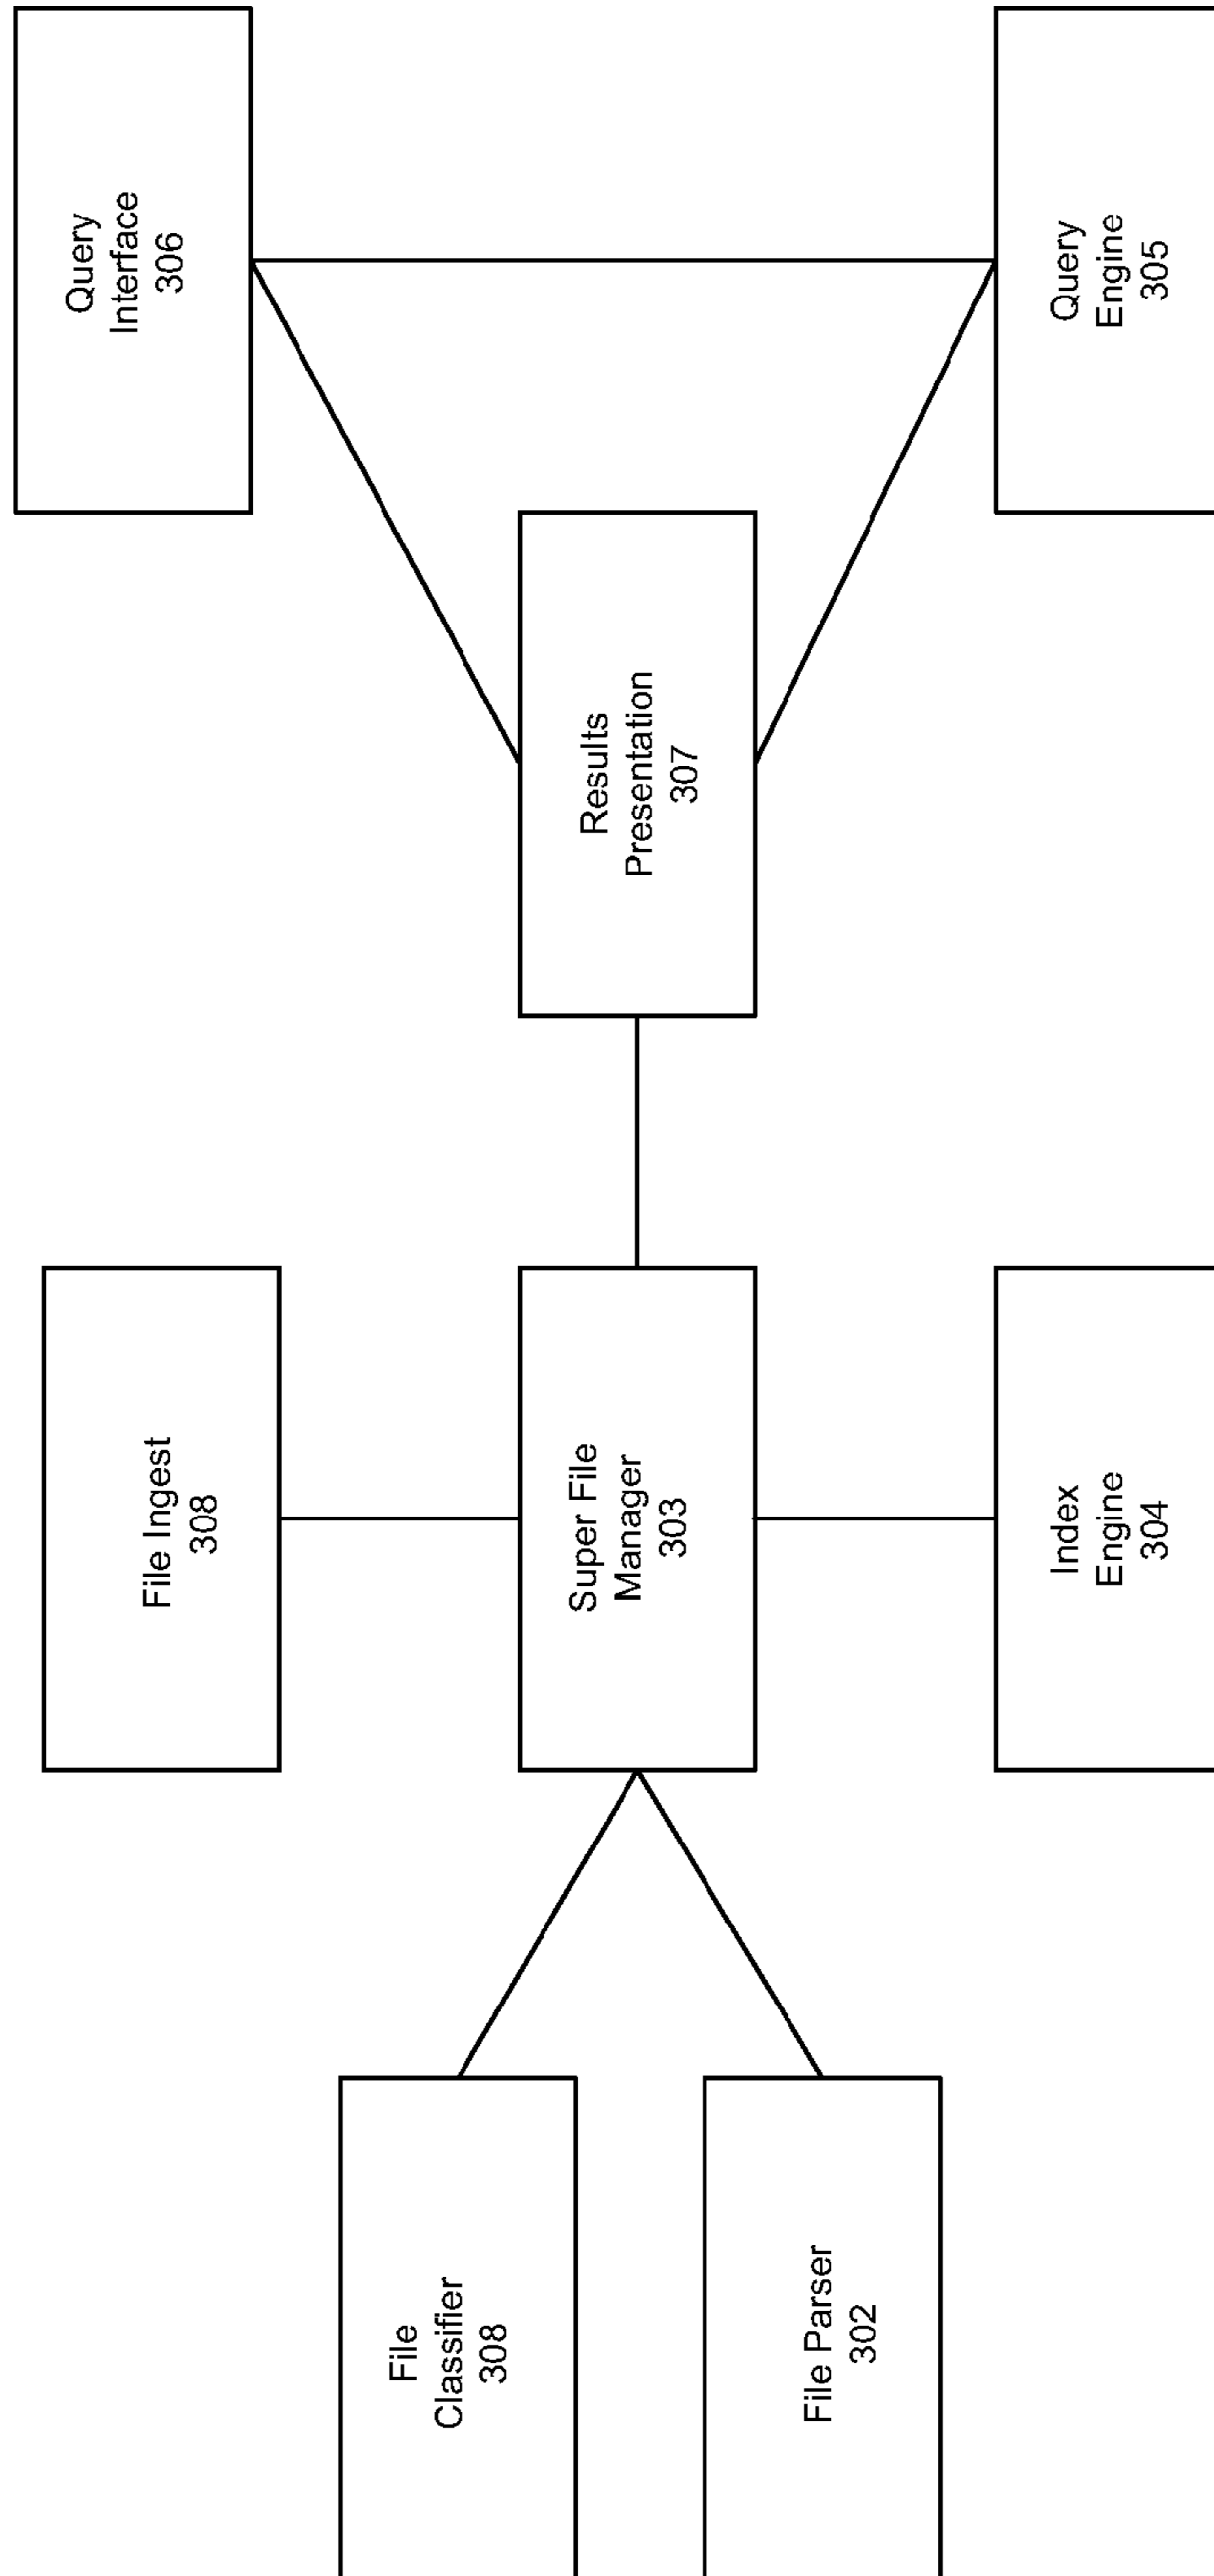 File Ingest
308
Query
Interface
306
File
Classifier
308
Super File
Manager
303
Results
Presentation
307
File Parser
302
Index
Engine
304
Query
Engine
305